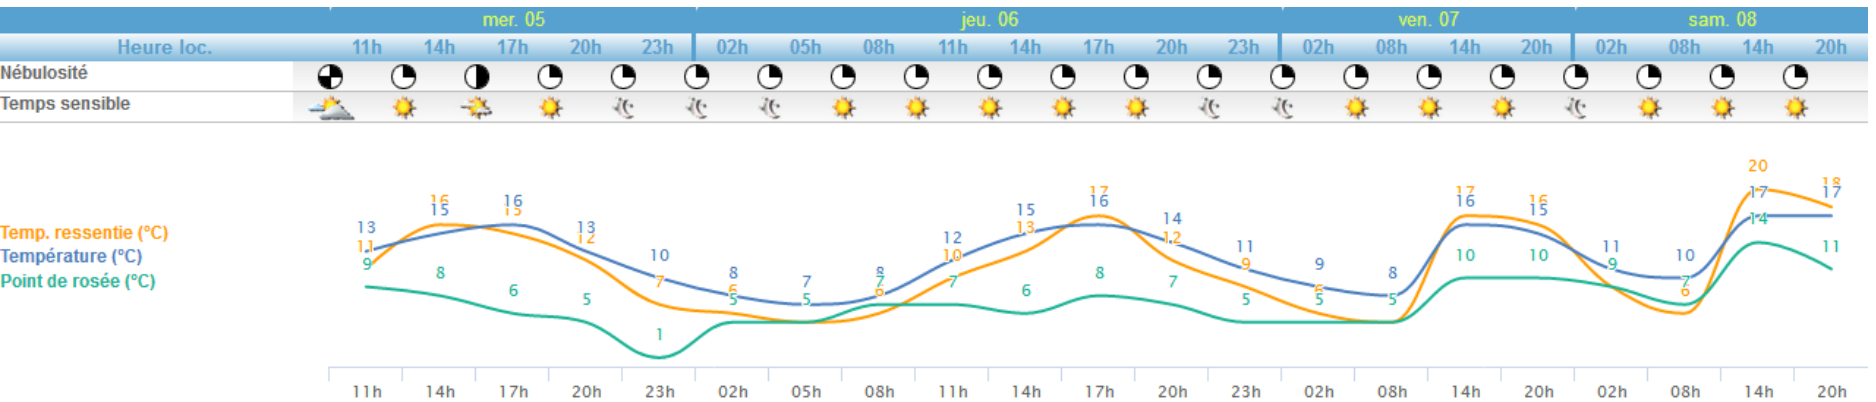 mer. 05 jeu. 06 ven. 07 sam. 08
Heure loc. 11h 14h 17h 20h 23h 02h 05h 08h 11h 14h 17h 20h 23h 02h 08h 14h 20h 02h 08h 14h 20h
Nébulosité
Temps sensible
Temp. ressentie (°C) 11 16 15 12 7 6 5 6 10 13 17 12 9 6 5 17 16 9 6 20 18
Température (°C) 13 15 16 13 10 8 7 8 12 15 16 14 11 9 8 16 15 11 10 17 17
Point de rosée (°C) 9 8 6 5 1 5 5 7 7 6 8 7 5 5 5 10 10 9 7 14 11
11h 14h 17h 20h 23h 02h 05h 08h 11h 14h 17h 20h 23h 02h 08h 14h 20h 02h 08h 14h 20h